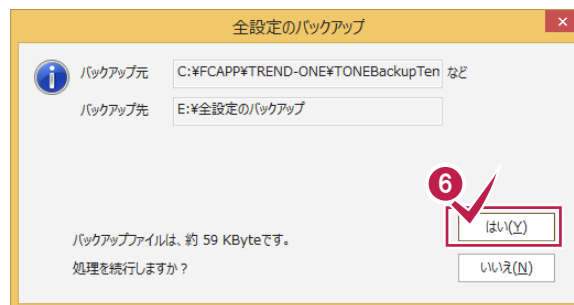 全設定のバックアップ
×
バックアップ元 C:¥FCAPP¥TREND-ONE¥TONEBackupTen など
バックアップ先 E:¥全設定のバックアップ
6
はい(Y)
バックアップファイルは、約 59 KByteです。
処理を続行しますか？ いいえ(N)